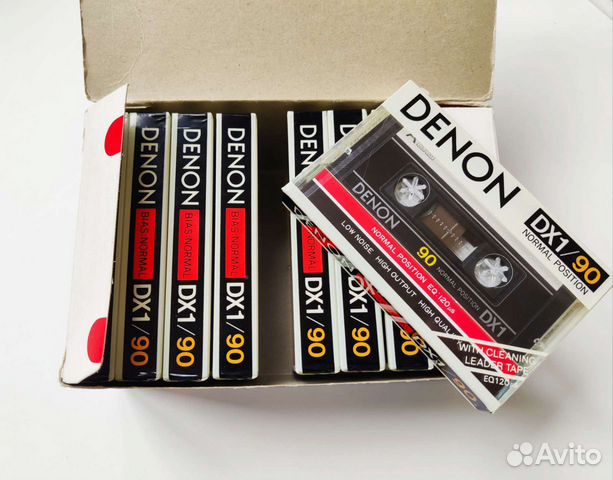 DENON
BIAS:NORMAL
DX1/90
DENON
BIAS:NORMAL
DX1/90
DENON
BIAS:NORMAL
DX1/90
DENON
DX1/90
DENON
DX1/90
DENON
DX1/90
NORMAL POSITION
DENON
90
NORMAL POSITION
DX1
NORMAL POSITION EQ 120μs
LOW NOISE HIGH OUTPUT HIGH
WITH CLEANING
LEADER TAPE
EQ120
DENON
DX1/90
Avito